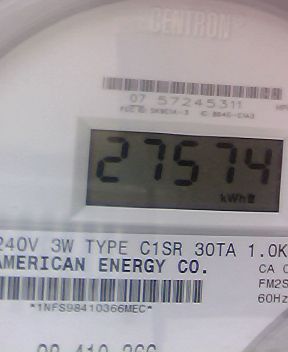 CENTRON®
07 57245311
27574
kWh
240V 3W TYPE C1SR 30TA 1.0K
AMERICAN ENERGY CO.
CA 0
FM2S
*1NFS98410366MEC*
60Hz